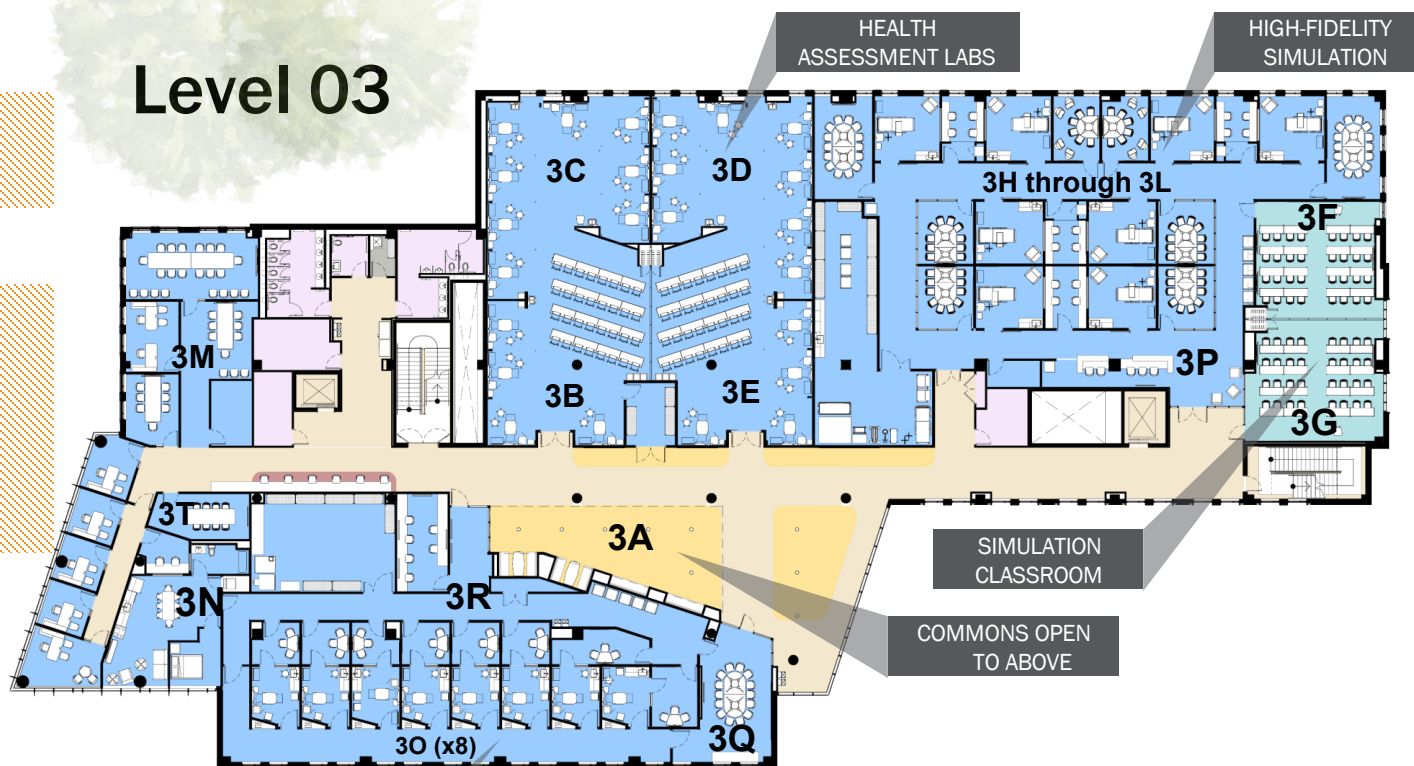 Level 03
HEALTH
ASSESSMENT LABS
HIGH-FIDELITY
SIMULATION
3C
3D
3H through 3L
3F
3M
3B
3E
3P
3G
3T
3A
SIMULATION
CLASSROOM
3N
3R
COMMONS OPEN
TO ABOVE
3O (x8)
3Q